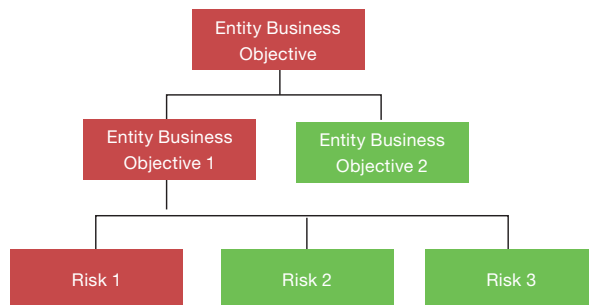 Entity Business
Objective
Entity Business
Objective 1
Entity Business
Objective 2
Risk 1
Risk 2
Risk 3